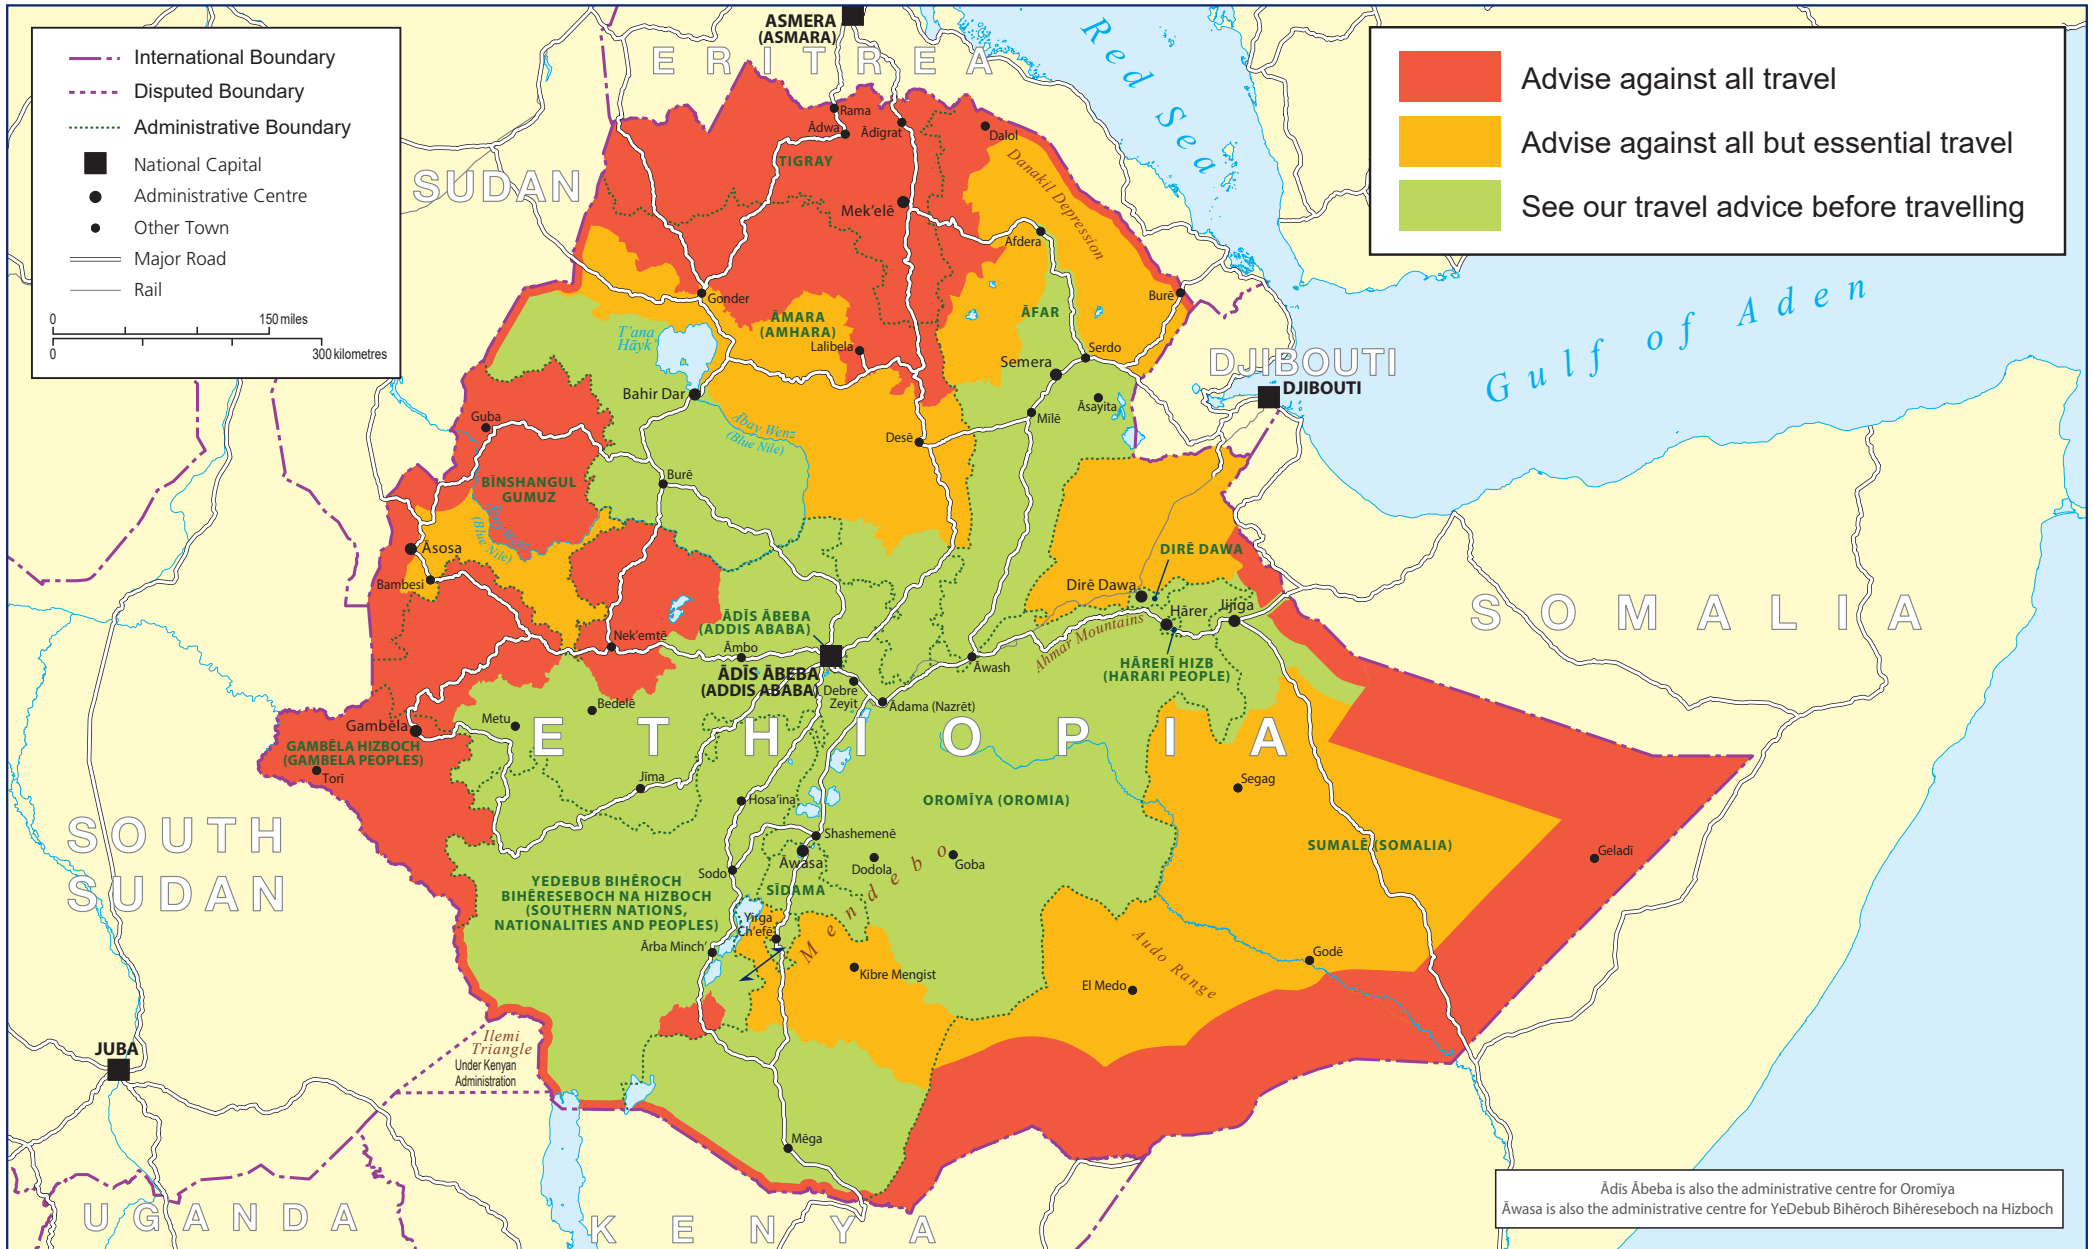 International Boundary
Disputed Boundary
Administrative Boundary
National Capital
Administrative Centre
Other Town
Major Road
Rail
0
150 miles
0
300 kilometres
Advise against all travel
Advise against all but essential travel
See our travel advice before travelling
ASMERA
(ASMARA)
ERITREA
Red Sea
SUDAN
Rama
Ādwa
Ādīgrat
Dalol
TIGRAY
Danakil Depression
Mek'elē
Afdera
Gonder
Burē
ĀMARA
(AMHARA)
ĀFAR
T'ana
Hāyk'
Lalibela
Serdo
Semera
DJIBOUTI
DJIBOUTI
Gulf of Aden
Bahir Dar
Āsayita
Mīlē
Guba
Ābay Wenz
(Blue Nile)
Desē
BĪNSHANGUL
GUMUZ
Burē
(Blue Nile)
Āsosa
Bambesi
DIRĒ DAWA
Dirē Dawa
Hārer
Jijiga
SOMALIA
ĀDĪS ĀBEBA
(ADDIS ABABA)
Nek'emtē
Āmbo
Ahmar Mountains
Āwash
HĀRERĪ HIZB
(HARARI PEOPLE)
ĀDĪS ĀBEBA
(ADDIS ABABA)
Debre
Zeyit
Ādama (Nazrēt)
Bedelē
Metu
Gambēla
GAMBĒLA HIZBOCH
(GAMBELA PEOPLES)
Torī
ETHIOPIA
Jīma
Segag
Hosa'ina
OROMĪYA (OROMIA)
SOUTH
SUDAN
Shashemenē
Āwasa
Dodola
Goba
SUMALĒ (SOMALIA)
Geladī
Sodo
YEDEBUB BIHĒROCH
BIHĒRESEBOCH NA HIZBOCH
(SOUTHERN NATIONS,
NATIONALITIES AND PEOPLES)
SĪDAMA
Mendebo
Yirga
Ch'efē
Ārba Minch'
Kibre Mengist
Audo Range
Godē
El Medo
Ilemi
Triangle
Under Kenyan
Administration
JUBA
Mēga
UGANDA
KENYA
Ādīs Ābeba is also the administrative centre for Oromīya
Āwasa is also the administrative centre for YeDebub Bihēroch Bihēreseboch na Hizboch